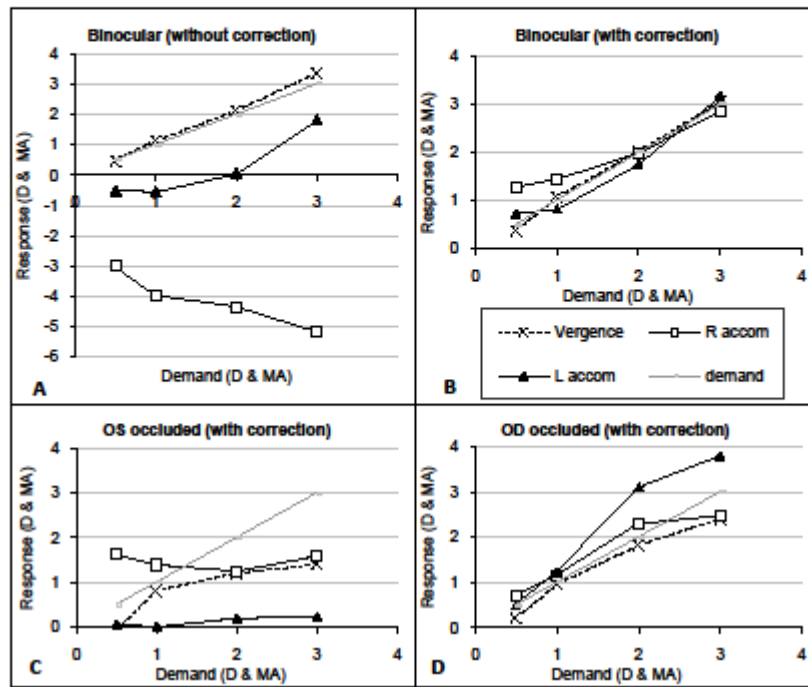 Binocular (without correction)
4
3
2
1
0
-1
-2
-3
-4
-5
-6
0
1
2
3
4
Response (D & MA)
Demand (D & MA)
A
Binocular (with correction)
4
3
2
1
0
0
1
2
3
4
Response (D & MA)
Demand (D & MA)
Vergence
R accom
L accom
demand
B
OS occluded (with correction)
4
3
2
1
0
0
1
2
3
4
Response (D & MA)
Demand (D & MA)
C
OD occluded (with correction)
4
3
2
1
0
0
1
2
3
4
Response (D & MA)
Demand (D & MA)
D